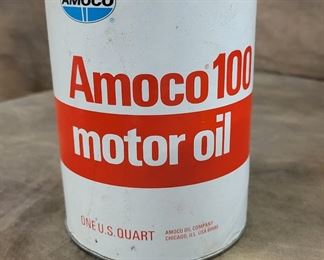 AMOCO
Amoco 100
motor oil
ONE U.S. QUART
AMOCO OIL COMPANY
CHICAGO, ILL. USA